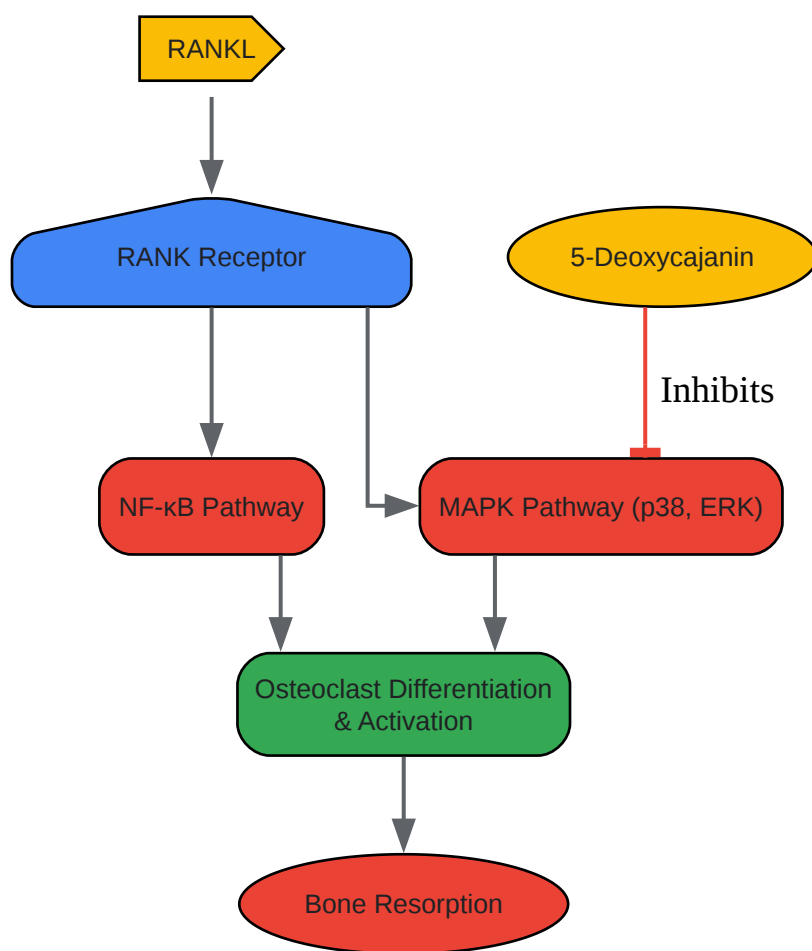 RANKL
RANK Receptor
5-Deoxycajanin
Inhibits
NF-κB Pathway
MAPK Pathway (p38, ERK)
Osteoclast Differentiation
& Activation
Bone Resorption